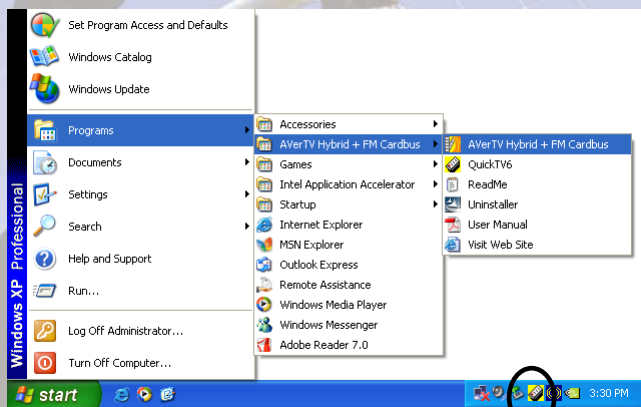 Set Program Access and Defaults
Windows Catalog
Windows Update
Programs
Documents
Settings
Search
Help and Support
Run...
Log Off Administrator...
Turn Off Computer...
Windows XP Professional
Accessories
AVerTV Hybrid + FM Cardbus
Games
Intel Application Accelerator
Startup
Internet Explorer
MSN Explorer
Outlook Express
Remote Assistance
Windows Media Player
Windows Messenger
Adobe Reader 7.0
AVerTV Hybrid + FM Cardbus
QuickTV6
ReadMe
Uninstaller
User Manual
Visit Web Site
start
3:30 PM